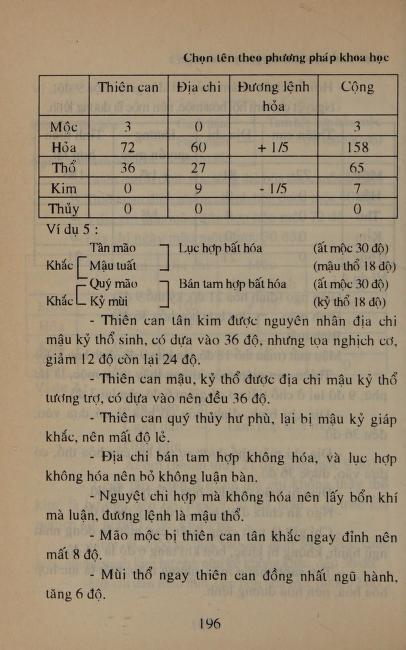 Chọn tên theo phương pháp khoa học
Thiên can Địa chi Đương lệnh hỏa Cộng
Mộc 3 0 3
Hỏa 72 60 + 1/5 158
Thổ 36 27 65
Kim 0 9 - 1/5 7
Thủy 0 0 0
Ví dụ 5 :
Tân mão Lục hợp bất hóa (ất mộc 30 độ)
Khắc Mậu tuất (mậu thổ 18 độ)
Quý mão Bán tam hợp bất hóa (ất mộc 30 độ)
Khắc Kỷ mùi (kỷ thổ 18 độ)
- Thiên can tân kim được nguyên nhân địa chi
mậu kỷ thổ sinh, có dựa vào 36 độ, nhưng tọa nghịch cơ,
giảm 12 độ còn lại 24 độ.
- Thiên can mậu, kỷ thổ được địa chi mậu kỷ thổ
tương trợ, có dựa vào nên đều 36 độ.
- Thiên can quý thủy hư phù, lại bị mậu kỷ giáp
khắc, nên mất độ lẻ.
- Địa chi bán tam hợp không hóa, và lục hợp
không hóa nên bỏ không luận bàn.
- Nguyệt chi hợp mà không hóa nên lấy bổn khí
mà luận, đương lệnh là mậu thổ.
- Mão mộc bị thiên can tân khắc ngay đỉnh nên
mất 8 độ.
- Mùi thổ ngay thiên can đồng nhất ngũ hành,
tăng 6 độ.
196